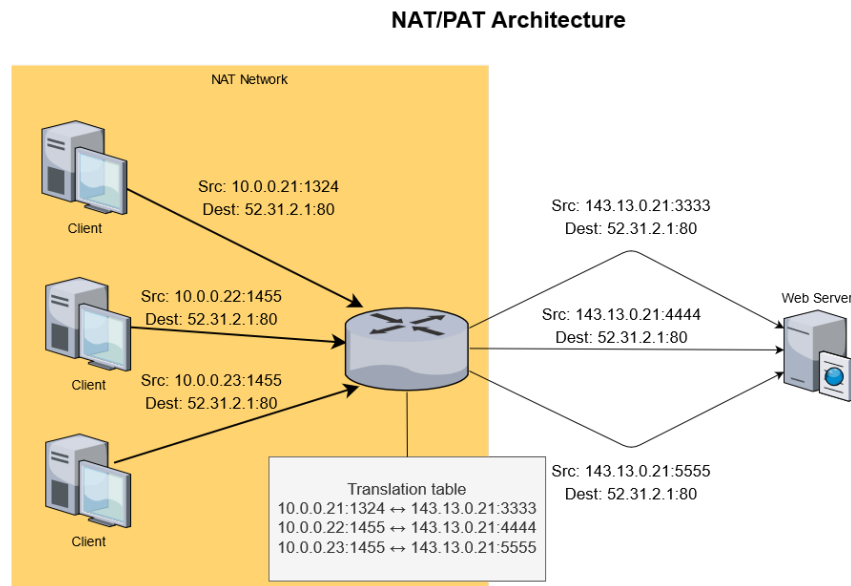 NAT/PAT Architecture
NAT Network
Client
Src: 10.0.0.21:1324
Dest: 52.31.2.1:80
Src: 143.13.0.21:3333
Dest: 52.31.2.1:80
Client
Src: 10.0.0.22:1455
Dest: 52.31.2.1:80
Src: 143.13.0.21:4444
Dest: 52.31.2.1:80
Web Server
Client
Src: 10.0.0.23:1455
Dest: 52.31.2.1:80
Src: 143.13.0.21:5555
Dest: 52.31.2.1:80
Translation table
10.0.0.21:1324 ↔ 143.13.0.21:3333
10.0.0.22:1455 ↔ 143.13.0.21:4444
10.0.0.23:1455 ↔ 143.13.0.21:5555